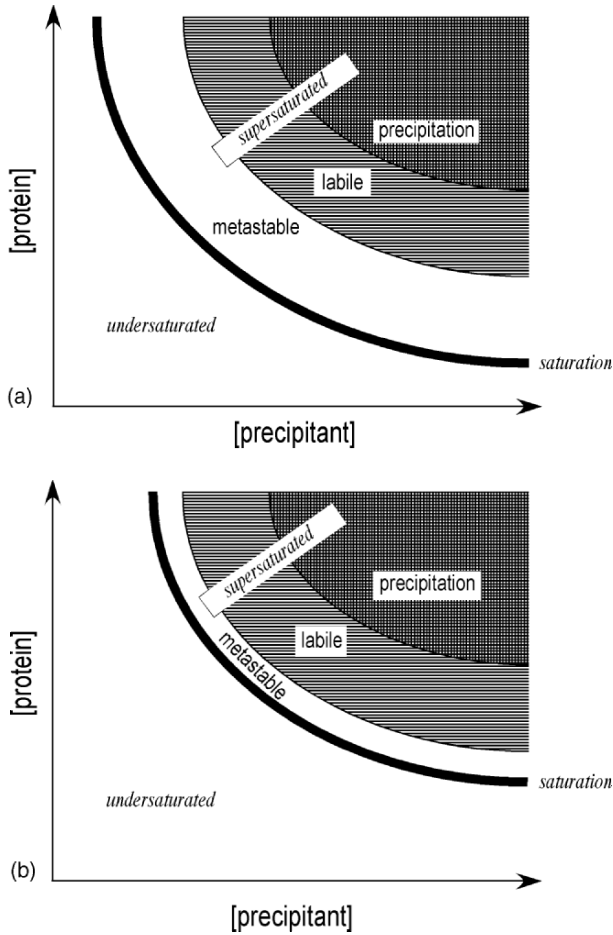 supersaturated
precipitation
labile
metastable
[protein]
undersaturated
saturation
(a)
[precipitant]
supersaturated
precipitation
labile
metastable
[protein]
undersaturated
saturation
(b)
[precipitant]